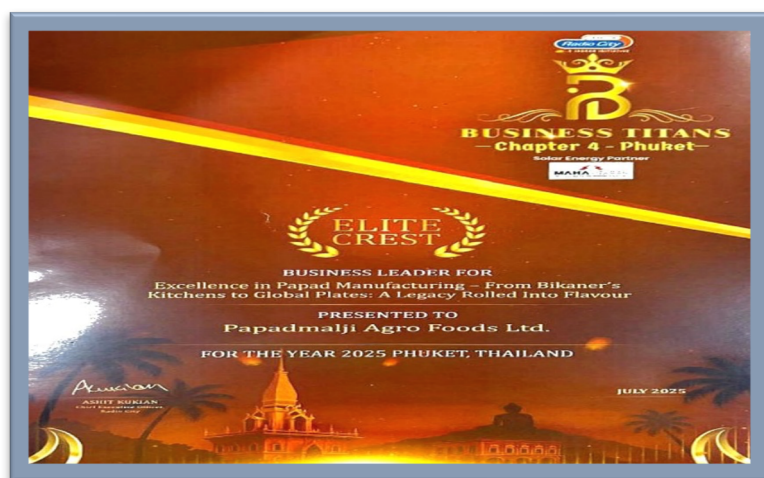 Radio City
BUSINESS TITANS
Chapter 4 - Phuket
Solar Energy Partner
MAHA
ELITE
CREST
BUSINESS LEADER FOR
Excellence in Papad Manufacturing – From Bikaner's
Kitchens to Global Plates: A Legacy Rolled Into Flavour
PRESENTED TO
Papadmalji Agro Foods Ltd.
FOR THE YEAR 2025 PHUKET, THAILAND
JULY 2025
ASHIT KUKIAN
Chief Executive Officer
Radio City